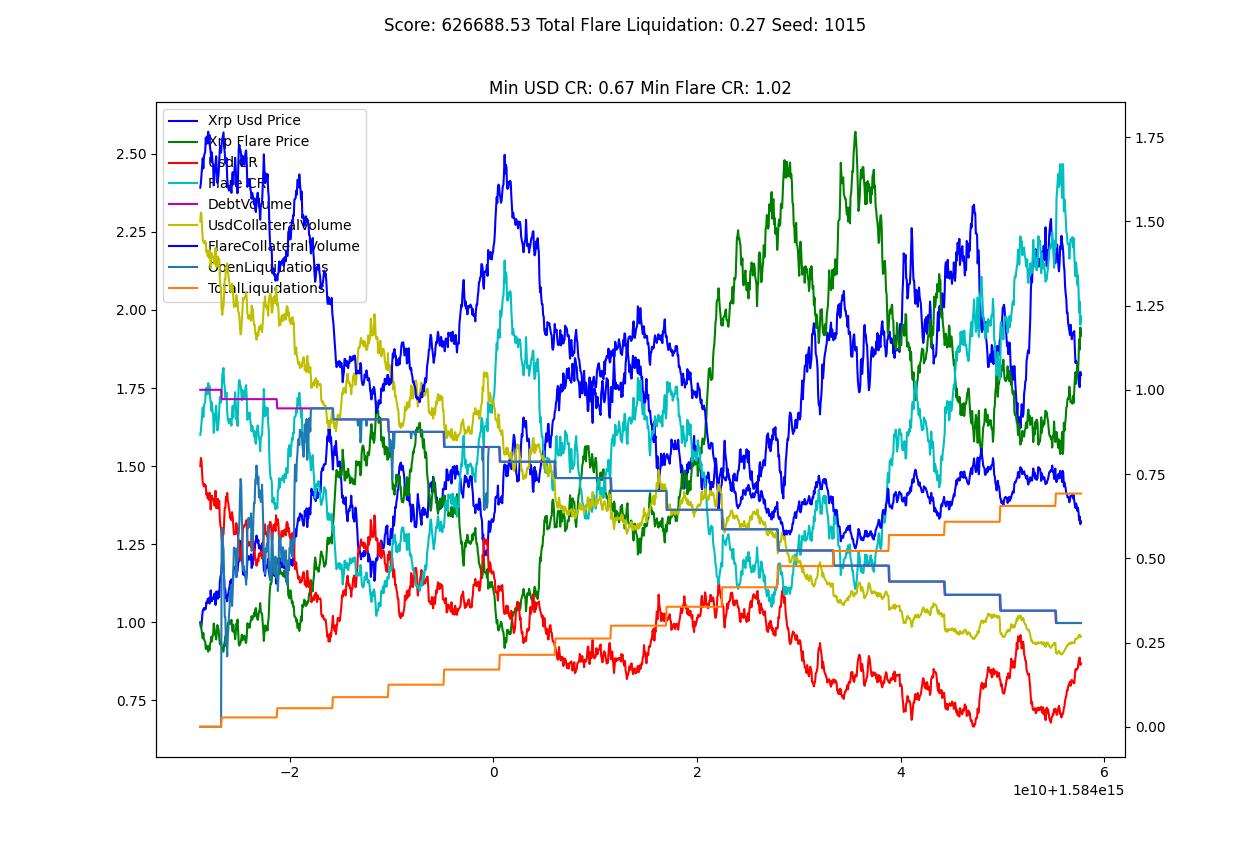 Score: 626688.53 Total Flare Liquidation: 0.27 Seed: 1015
Min USD CR: 0.67 Min Flare CR: 1.02
Xrp Usd Price
Xrp Flare Price
Usd CR
Flare CR
DebtVolume
UsdCollateralVolume
FlareCollateralVolume
OpenLiquidations
TotalLiquidations
2.50
2.25
2.00
1.75
1.50
1.25
1.00
0.75
1.75
1.50
1.25
1.00
0.75
0.50
0.25
0.00
−2
0
2
4
6
1e10+1.584e15